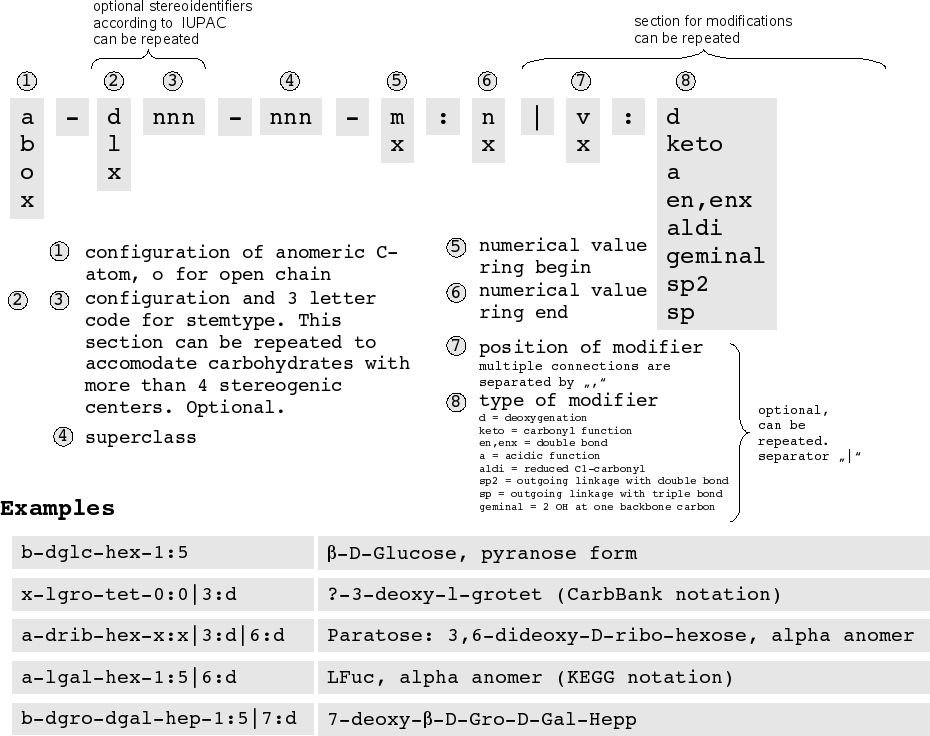 optional stereoidentifiers
according to IUPAC
can be repeated
section for modifications
can be repeated
1 2 3 4 5 6 7 8
a - d nnn - nnn - m : n | v : d
b l x x x keto
o x a
x en,enx
aldi
geminal
sp2
sp
1 configuration of anomeric C-
atom, o for open chain
2 3 configuration and 3 letter
code for stemtype. This
section can be repeated to
accomodate carbohydrates with
more than 4 stereogenic
centers. Optional.
4 superclass
5 numerical value
ring begin
6 numerical value
ring end
7 position of modifier
multiple connections are
separated by „,“
8 type of modifier
d = deoxygenation
keto = carbonyl function
en,enx = double bond
a = acidic function
aldi = reduced C1-carbonyl
sp2 = outgoing linkage with double bond
sp = outgoing linkage with triple bond
geminal = 2 OH at one backbone carbon
optional,
can be
repeated.
separator „|“
Examples
b-dglc-hex-1:5 β-D-Glucose, pyranose form
x-lgro-tet-0:0|3:d ?-3-deoxy-l-grotet (CarbBank notation)
a-drib-hex-x:x|3:d|6:d Paratose: 3,6-dideoxy-D-ribo-hexose, alpha anomer
a-lgal-hex-1:5|6:d LFuc, alpha anomer (KEGG notation)
b-dgro-dgal-hep-1:5|7:d 7-deoxy-β-D-Gro-D-Gal-Hepp